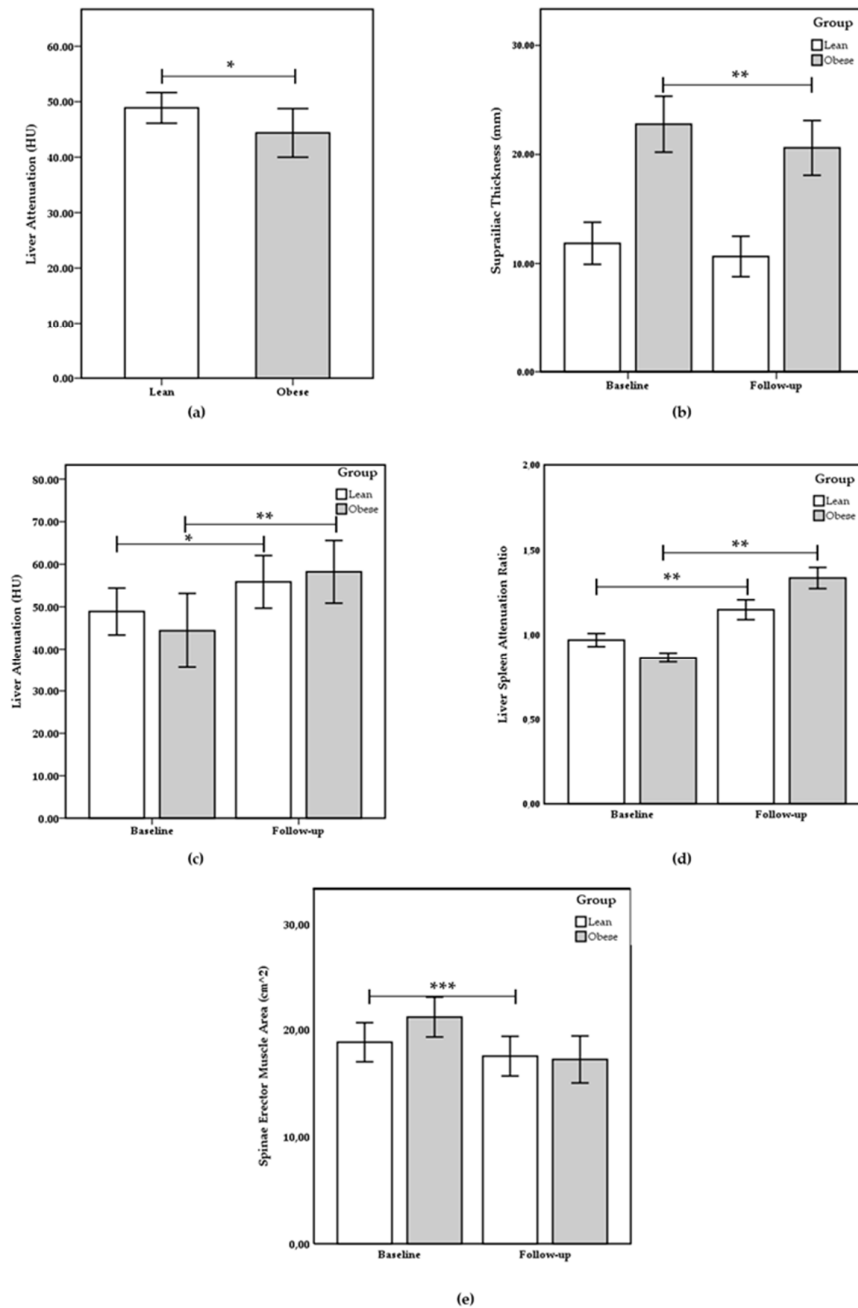 60.00
50.00
40.00
30.00
20.00
10.00
0.00
Liver Attenuation (HU)
*
Lean Obese
(a)
30.00
20.00
10.00
0.00
Suprailiac Thickness (mm)
Group
Lean
Obese
**
Baseline Follow-up
(b)
80.00
70.00
60.00
50.00
40.00
30.00
20.00
10.00
0.00
Liver Attenuation (HU)
Group
Lean
Obese
**
*
Baseline Follow-up
(c)
2,00
1,50
1,00
0,50
0,00
Liver Spleen Attenuation Ratio
Group
Lean
Obese
**
**
Baseline Follow-up
(d)
30,00
20,00
10,00
0,00
Spinae Erector Muscle Area (cm^2)
Group
Lean
Obese
***
Baseline Follow-up
(e)